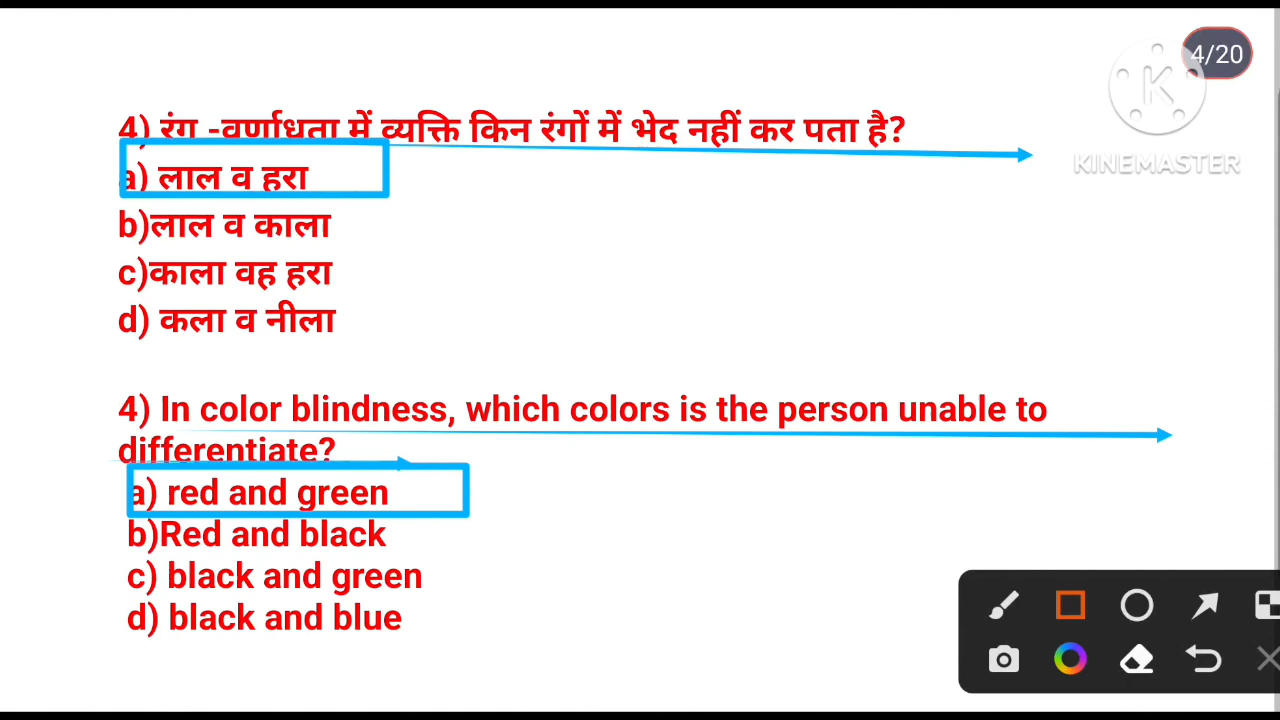 4/20
KINEMASTER
4) रंग -वर्णाधता में व्यक्ति किन रंगों में भेद नहीं कर पता है?
a) लाल व हरा
b)लाल व काला
c)काला वह हरा
d) कला व नीला
4) In color blindness, which colors is the person unable to
differentiate?
a) red and green
b)Red and black
c) black and green
d) black and blue